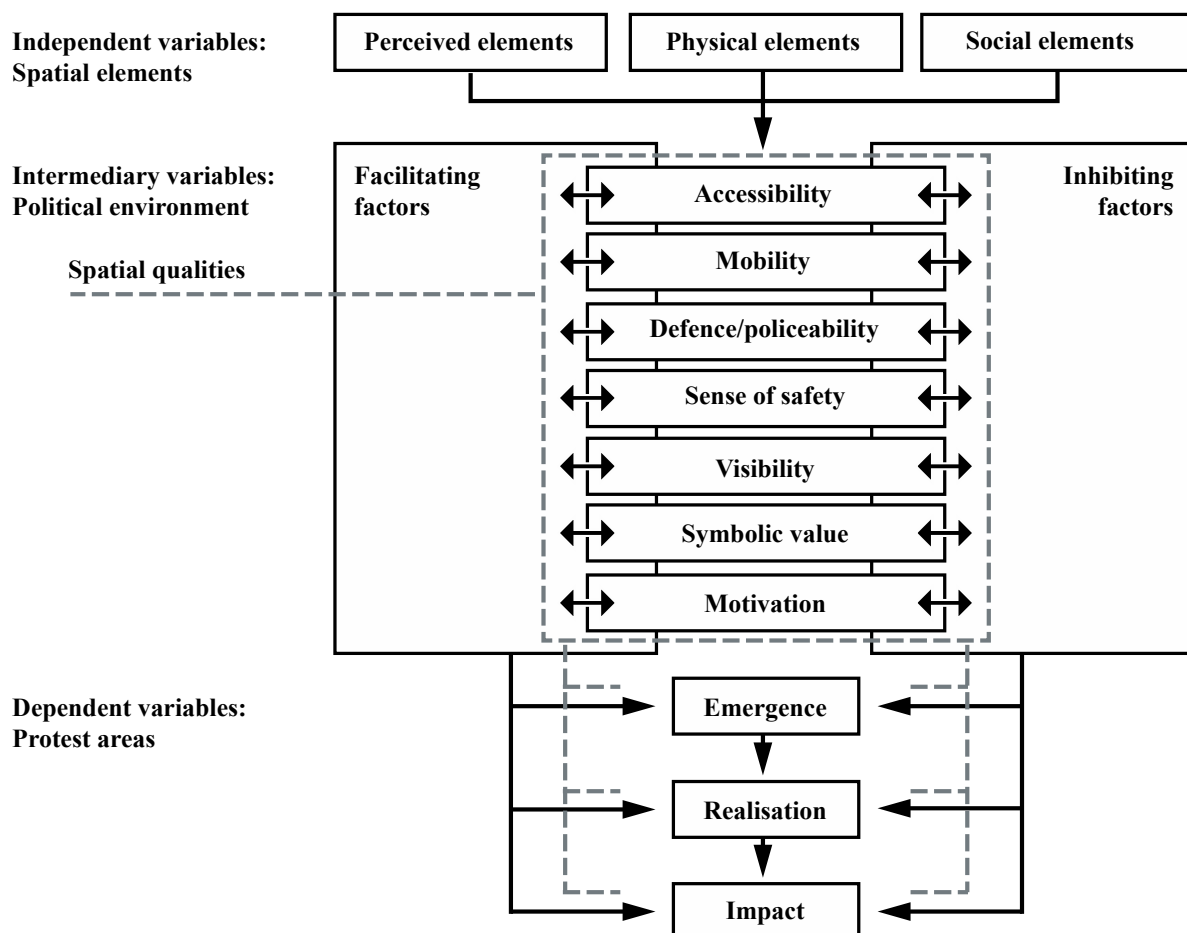 Independent variables:
Spatial elements
Perceived elements
Physical elements
Social elements
Intermediary variables:
Political environment
Facilitating
factors
Inhibiting
factors
Spatial qualities
Accessibility
Mobility
Defence/policeability
Sense of safety
Visibility
Symbolic value
Motivation
Dependent variables:
Protest areas
Emergence
Realisation
Impact